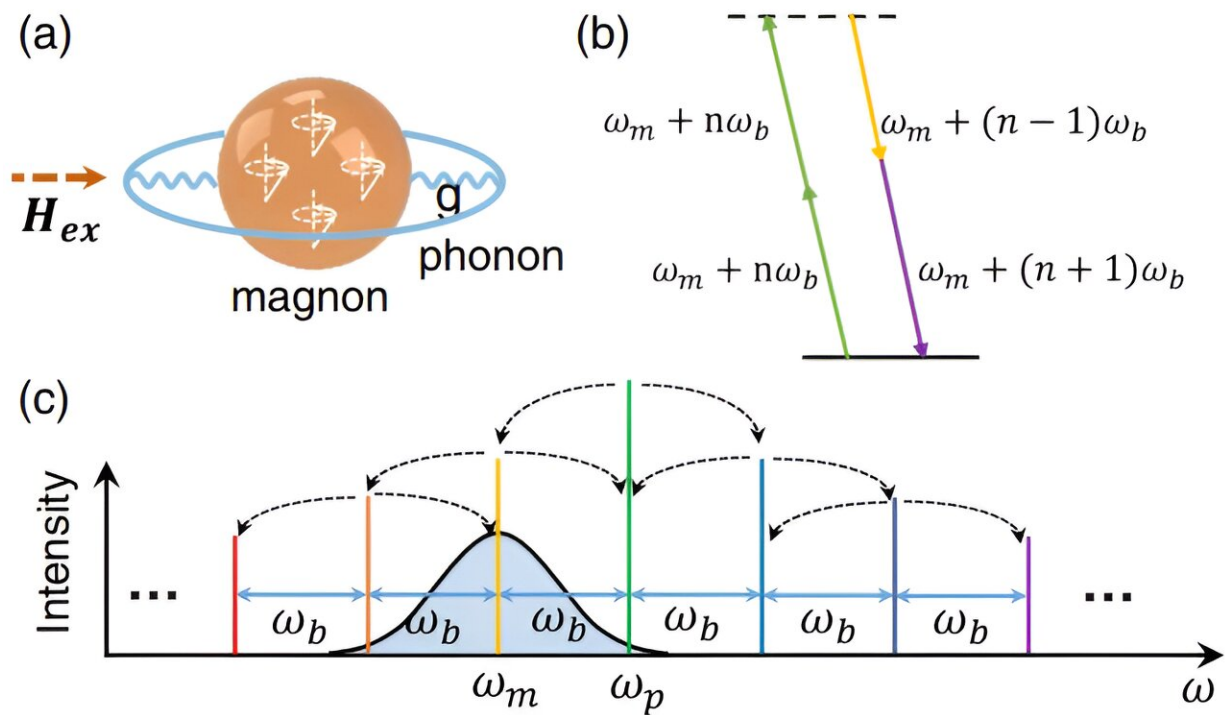 (a)
H_ex
g
phonon
magnon
(b)
ω_m + nω_b
ω_m + (n − 1)ω_b
ω_m + nω_b
ω_m + (n + 1)ω_b
(c)
Intensity
...
...
ω_b
ω_b
ω_b
ω_b
ω_b
ω_b
ω_m
ω_p
ω